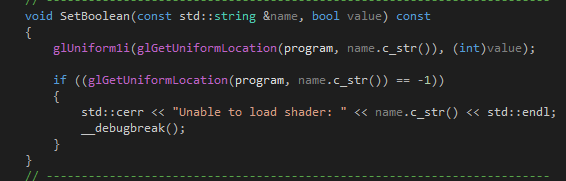 // ------------------------------------------------------------------------
void SetBoolean(const std::string &name, bool value) const
{
glUniform1i(glGetUniformLocation(program, name.c_str()), (int)value);
if ((glGetUniformLocation(program, name.c_str()) == -1))
{
std::cerr << "Unable to load shader: " << name.c_str() << std::endl;
__debugbreak();
}
}
// ------------------------------------------------------------------------